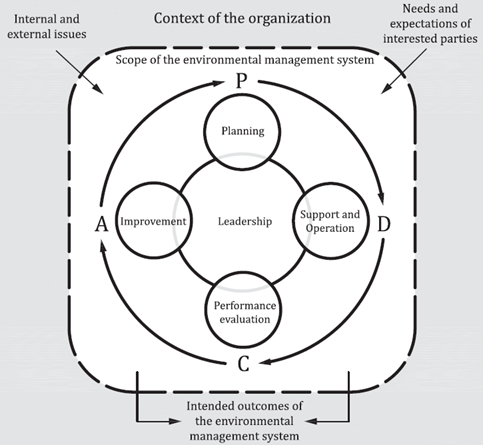 Context of the organization
Internal and
external issues
Needs and
expectations of
interested parties
Scope of the environmental management system
P
Planning
A
Improvement
Leadership
Support and
Operation
D
Performance
evaluation
C
Intended outcomes of
the environmental
management system